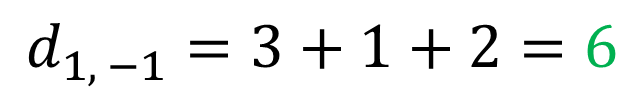 d₁, ₋₁ = 3 + 1 + 2 = 6